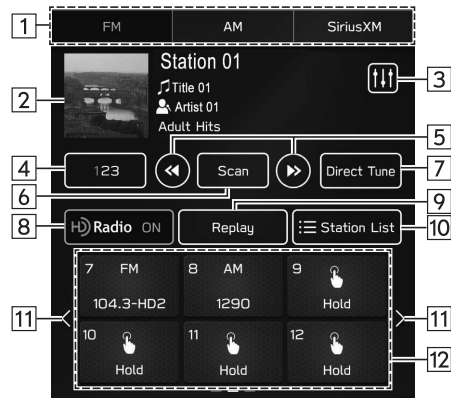 1 FM AM SiriusXM
Station 01
2 Title 01 3
Artist 01
Adult Hits 5
4 123 Scan Direct Tune 7
6 9
8 HD Radio ON Replay Station List 10
7 FM 8 AM 9
104.3-HD2 1290 Hold
11 11
10 11 12
Hold Hold Hold 12